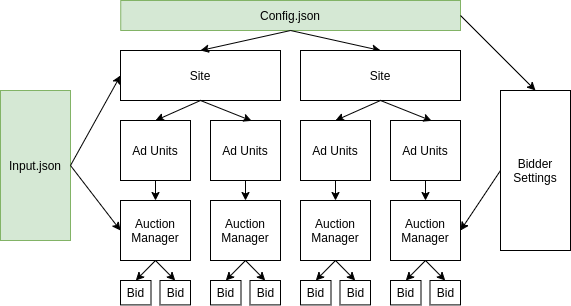 Config.json
Site
Site
Input.json
Ad Units
Ad Units
Ad Units
Ad Units
Bidder
Settings
Auction
Manager
Auction
Manager
Auction
Manager
Auction
Manager
Bid
Bid
Bid
Bid
Bid
Bid
Bid
Bid